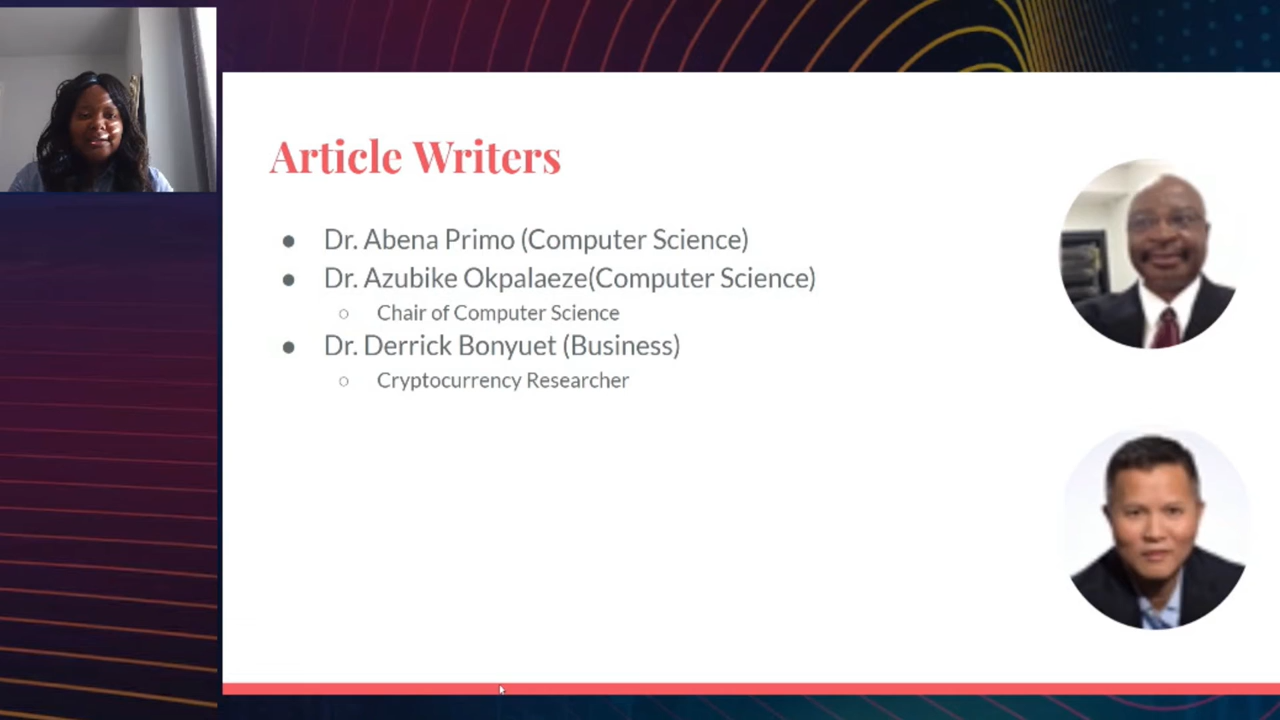 Article Writers
● Dr. Abena Primo (Computer Science)
● Dr. Azubike Okpalaeze(Computer Science)
○ Chair of Computer Science
● Dr. Derrick Bonyuet (Business)
○ Cryptocurrency Researcher